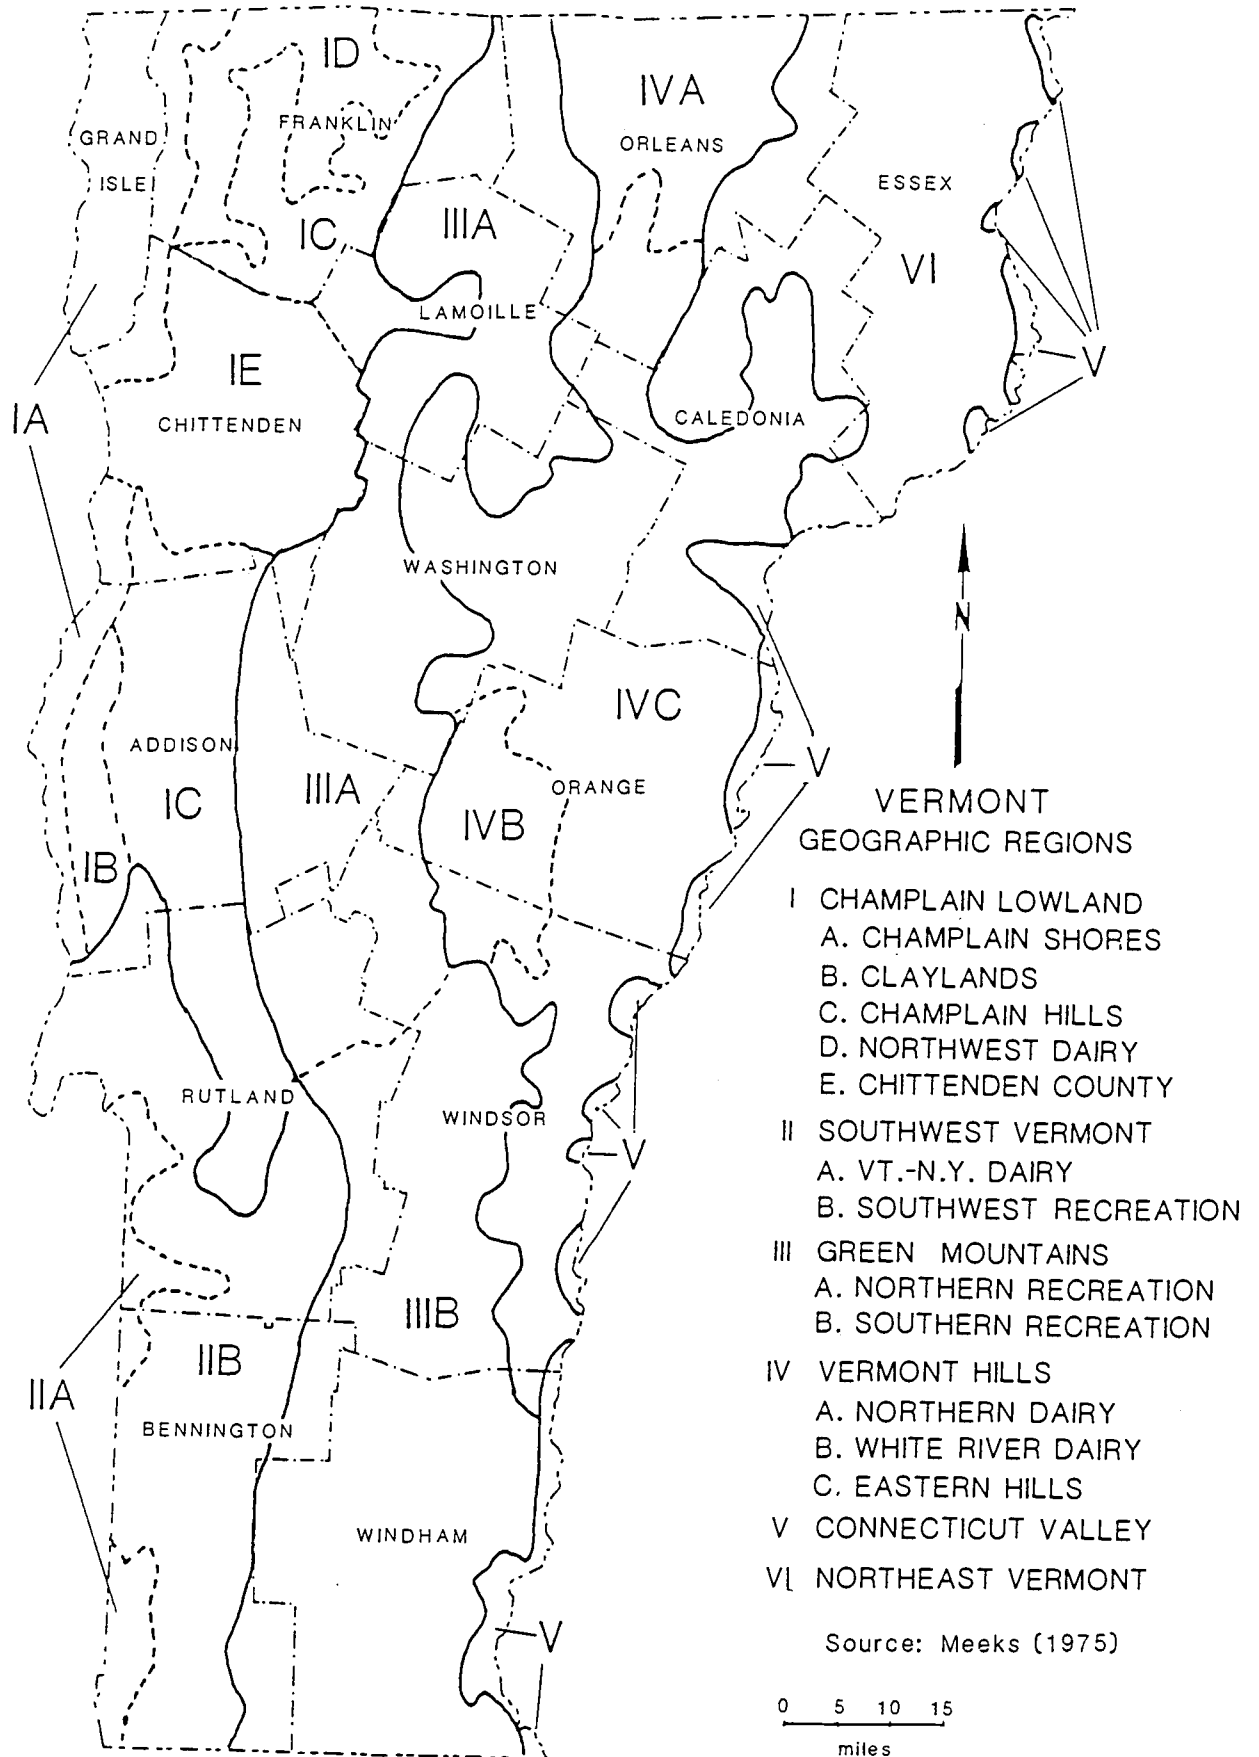 ID
IVA
FRANKLIN
GRAND
ISLE
ORLEANS
ESSEX
IC
IIIA
VI
LAMOILLE
IE
V
IA
CHITTENDEN
CALEDONIA
WASHINGTON
N
IVC
ADDISON
IC
IIIA
ORANGE
V
IVB
IB
VERMONT
GEOGRAPHIC REGIONS
I CHAMPLAIN LOWLAND
A. CHAMPLAIN SHORES
B. CLAYLANDS
C. CHAMPLAIN HILLS
D. NORTHWEST DAIRY
E. CHITTENDEN COUNTY
II SOUTHWEST VERMONT
A. VT.-N.Y. DAIRY
B. SOUTHWEST RECREATION
III GREEN MOUNTAINS
A. NORTHERN RECREATION
B. SOUTHERN RECREATION
IV VERMONT HILLS
A. NORTHERN DAIRY
B. WHITE RIVER DAIRY
C. EASTERN HILLS
V CONNECTICUT VALLEY
VI NORTHEAST VERMONT
RUTLAND
WINDSOR
V
IIIB
IIB
IIA
BENNINGTON
WINDHAM
V
Source: Meeks (1975)
0 5 10 15
miles